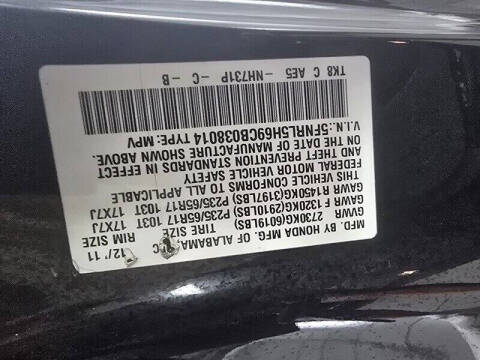 MFD. BY HONDA MFG. OF ALABAMA, 12/11
GVWR 2730KG(6019LBS) TIRE SIZE RIM SIZE
GAWR F 1320KG(2910LBS) P235/65R17 103T 17X7J
GAWR R1450KG(3197LBS) P235/65R17 103T 17X7J
THIS VEHICLE CONFORMS TO ALL APPLICABLE
FEDERAL MOTOR VEHICLE SAFETY
AND THEFT PREVENTION STANDARDS IN EFFECT
ON THE DATE OF MANUFACTURE SHOWN ABOVE.
V.I.N.:5FNRL5H69CB038014 TYPE: MPV
TK8 C AE5 -NH731P -C -B